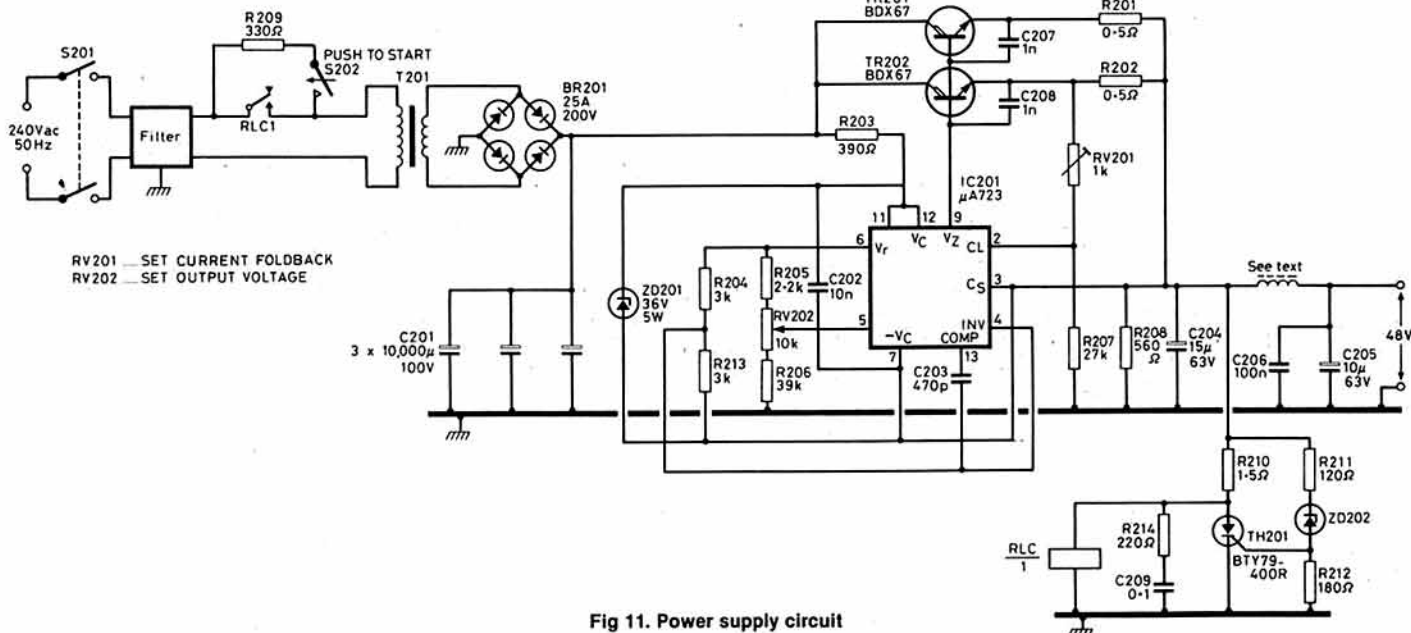 BDX67
TR202
BDX67
C207
1n
C208
1n
R201
0·5Ω
R202
0·5Ω
S201
240Vac
50Hz
Filter
R209
330Ω
PUSH TO START
S202
RLC1
T201
BR201
25A
200V
R203
390Ω
RV201
1k
IC201
µA723
11
12
9
VC
VZ
6
Vr
2
CL
CS
3
5
INV
4
-VC
COMP
7
13
RV201 __ SET CURRENT FOLDBACK
RV202 __ SET OUTPUT VOLTAGE
C201
3 x 10,000µ
100V
ZD201
36V
5W
R204
3k
R213
3k
R205
2·2k
RV202
10k
R206
39k
C202
10n
C203
470p
R207
27k
R208
560
Ω
C204
15µ
63V
See text
C206
100n
C205
10µ
63V
48V
R210
1·5Ω
R211
120Ω
ZD202
TH201
BTY79-
400R
R212
180Ω
R214
220Ω
C209
0·1
RLC
1
Fig 11. Power supply circuit